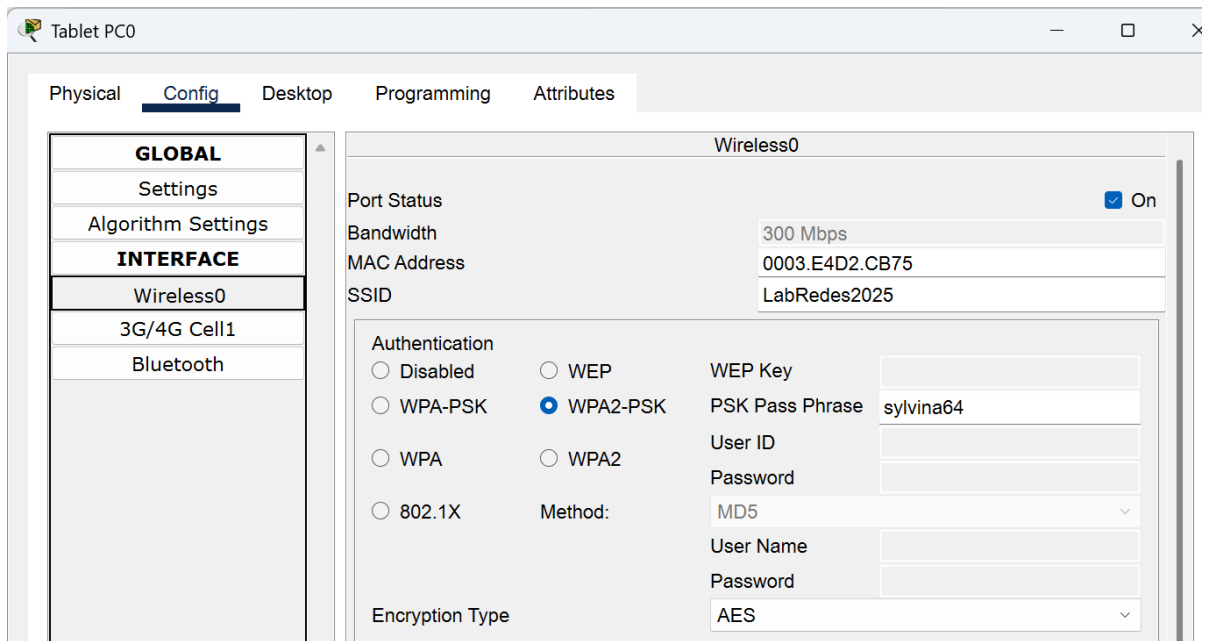 Tablet PC0
Physical Config Desktop Programming Attributes
GLOBAL
Settings
Algorithm Settings
INTERFACE
Wireless0
3G/4G Cell1
Bluetooth
Wireless0
Port Status On
Bandwidth 300 Mbps
MAC Address 0003.E4D2.CB75
SSID LabRedes2025
Authentication
Disabled WEP WEP Key
WPA-PSK WPA2-PSK PSK Pass Phrase sylvina64
User ID
WPA WPA2
Password
802.1X Method: MD5
User Name
Password
Encryption Type AES